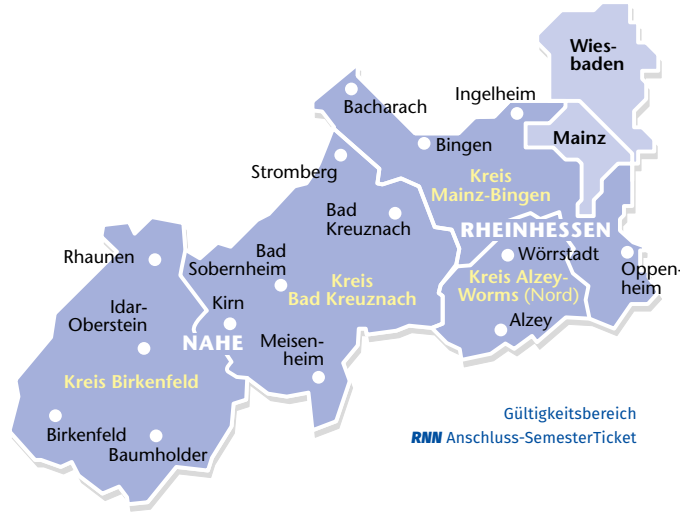 Wies-
baden
Ingelheim
Bacharach
Mainz
Bingen
Stromberg
Kreis
Mainz-Bingen
Bad
Kreuznach
RHEINHESSEN
Rhaunen
Bad
Sobernheim
Wörrstadt
Kreis
Bad Kreuznach
Kreis Alzey-
Worms (Nord)
Oppen-
heim
Idar-
Oberstein
Kirn
Alzey
NAHE
Meisen-
heim
Kreis Birkenfeld
Birkenfeld
Baumholder
Gültigkeitsbereich
RNN Anschluss-SemesterTicket